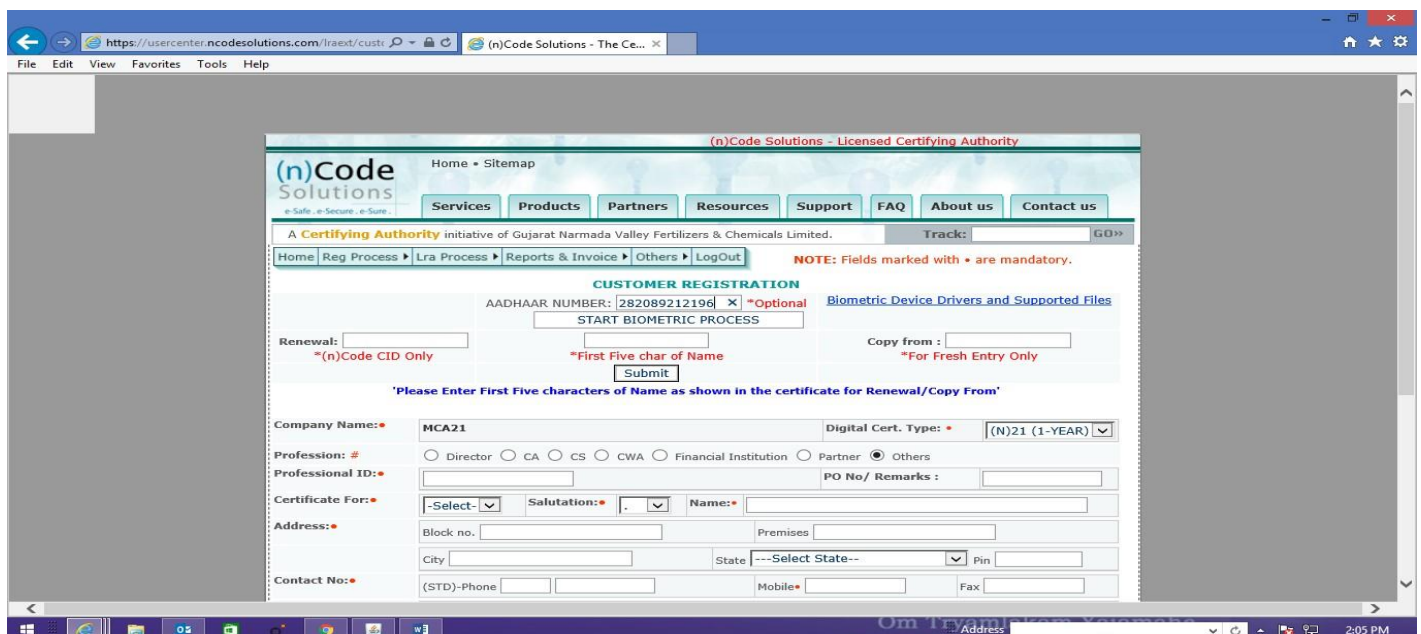 https://usercenter.ncodesolutions.com/lraext/custo
(n)Code Solutions - The Ce...
File Edit View Favorites Tools Help
(n)Code Solutions - Licensed Certifying Authority
(n)Code
Solutions
e-Safe . e-Secure . e-Sure .
Home • Sitemap
Services Products Partners Resources Support FAQ About us Contact us
A Certifying Authority initiative of Gujarat Narmada Valley Fertilizers & Chemicals Limited. Track: GO»
Home Reg Process Lra Process Reports & Invoice Others LogOut NOTE: Fields marked with • are mandatory.
CUSTOMER REGISTRATION
AADHAAR NUMBER: 282089212196 *Optional Biometric Device Drivers and Supported Files
START BIOMETRIC PROCESS
Renewal: Copy from :
*(n)Code CID Only *First Five char of Name *For Fresh Entry Only
Submit
'Please Enter First Five characters of Name as shown in the certificate for Renewal/Copy From'
Company Name:• MCA21 Digital Cert. Type: • (N)21 (1-YEAR)
Profession: # Director CA CS CWA Financial Institution Partner Others
Professional ID:• PO No/ Remarks :
Certificate For:• -Select- Salutation:• . Name:•
Address:• Block no. Premises
City State ---Select State-- Pin
Contact No:• (STD)-Phone Mobile• Fax
Om Address
2:05 PM